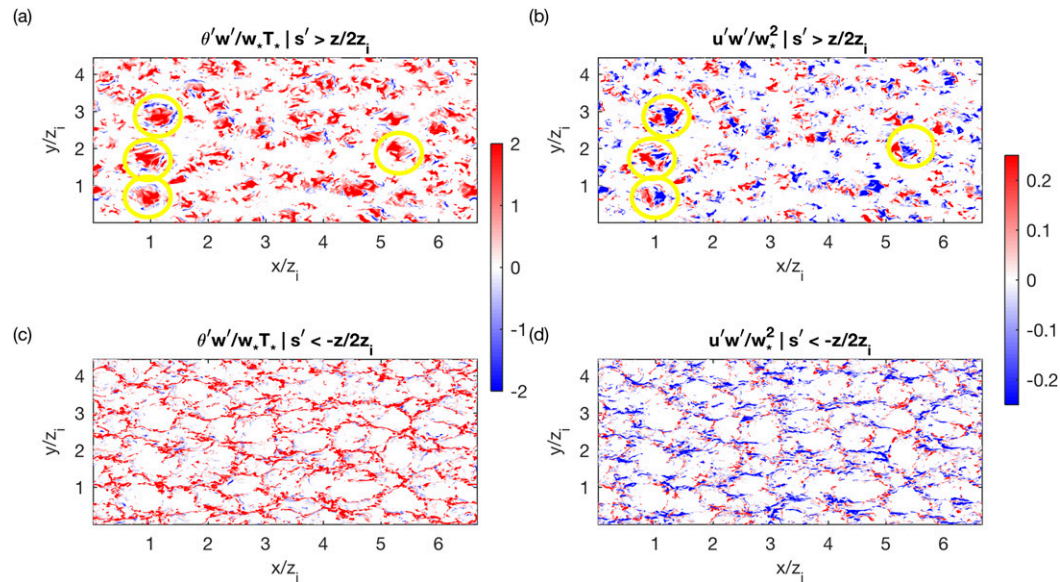 (a)
θ′w′/w*T* | s′ > z/2zi
4
3
2
1
y/zi
1 2 3 4 5 6
x/zi
2
1
0
-1
-2
(b)
u′w′/w*² | s′ > z/2zi
4
3
2
1
y/zi
1 2 3 4 5 6
x/zi
0.2
0.1
0
-0.1
-0.2
(c)
θ′w′/w*T* | s′ < -z/2zi
4
3
2
1
y/zi
1 2 3 4 5 6
x/zi
(d)
u′w′/w*² | s′ < -z/2zi
4
3
2
1
y/zi
1 2 3 4 5 6
x/zi